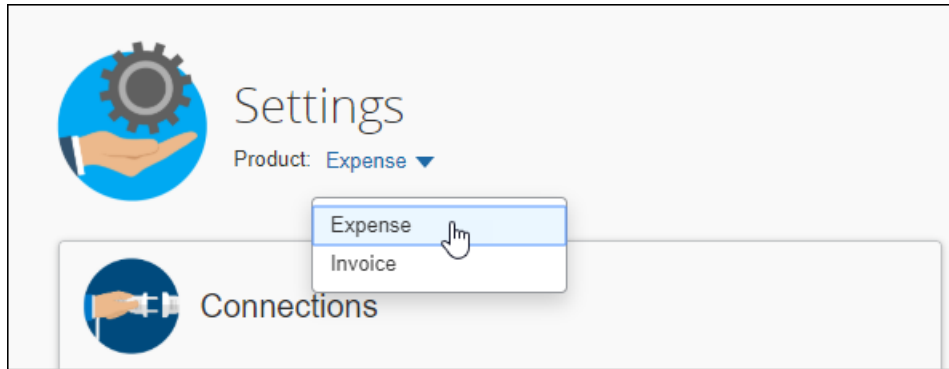 Settings
Product: Expense
Expense
Invoice
Connections